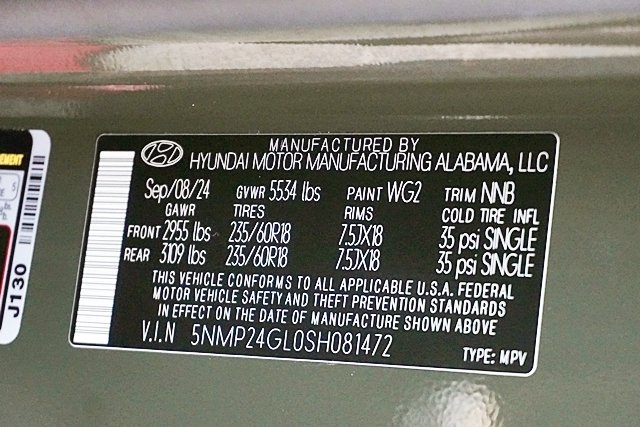 MANUFACTURED BY
HYUNDAI MOTOR MANUFACTURING ALABAMA, LLC
Sep/08/24 GVWR 5534 lbs PAINT WG2 TRIM NNB
GAWR TIRES RIMS COLD TIRE INFL
FRONT 2955 lbs 235/60R18 7.5JX18 35 psi SINGLE
REAR 3109 lbs 235/60R18 7.5JX18 35 psi SINGLE
THIS VEHICLE CONFORMS TO ALL APPLICABLE U.S.A. FEDERAL
MOTOR VEHICLE SAFETY AND THEFT PREVENTION STANDARDS
IN EFFECT ON THE DATE OF MANUFACTURE SHOWN ABOVE
V.I.N 5NMP24GL0SH081472
TYPE: MPV
J130